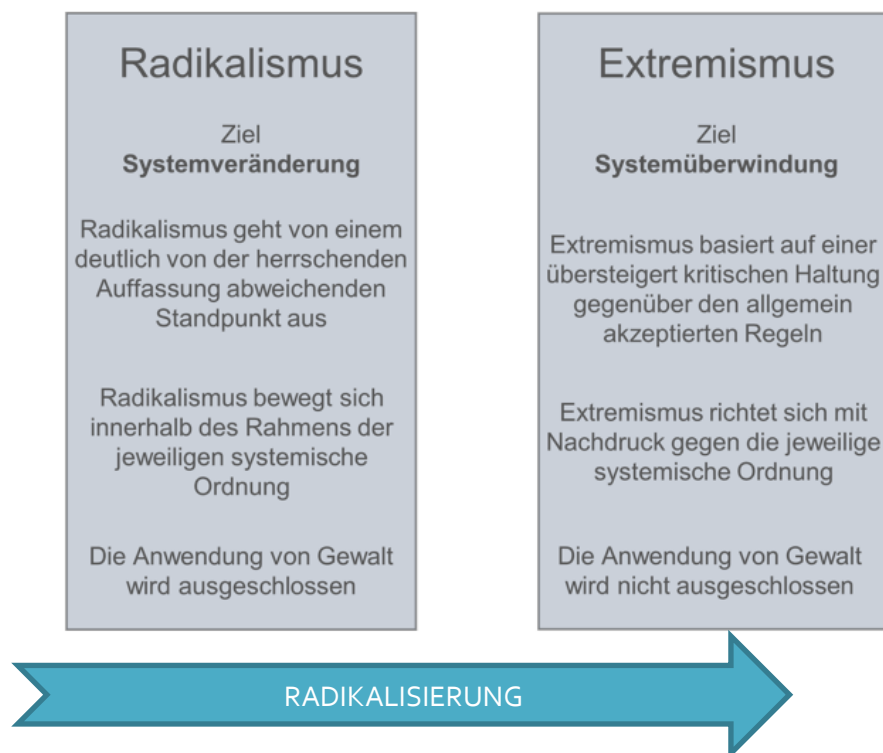 Radikalismus
Ziel
Systemveränderung
Radikalismus geht von einem
deutlich von der herrschenden
Auffassung abweichenden
Standpunkt aus
Radikalismus bewegt sich
innerhalb des Rahmens der
jeweiligen systemische
Ordnung
Die Anwendung von Gewalt
wird ausgeschlossen
Extremismus
Ziel
Systemüberwindung
Extremismus basiert auf einer
übersteigert kritischen Haltung
gegenüber den allgemein
akzeptierten Regeln
Extremismus richtet sich mit
Nachdruck gegen die jeweilige
systemische Ordnung
Die Anwendung von Gewalt
wird nicht ausgeschlossen
RADIKALISIERUNG